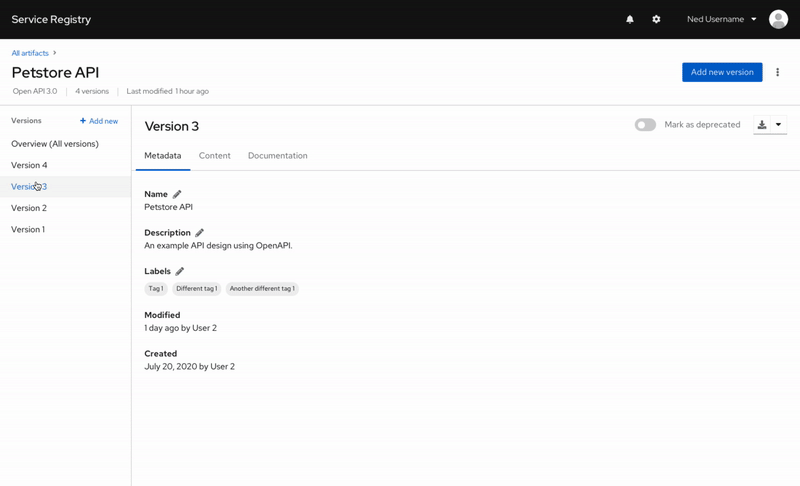 Service Registry
Ned Username
All artifacts
Petstore API
Add new version
Open API 3.0 4 versions Last modified 1 hour ago
Versions
Add new
Overview (All versions)
Version 4
Version 3
Version 2
Version 1
Version 3
Mark as deprecated
Metadata Content Documentation
Name
Petstore API
Description
An example API design using OpenAPI.
Labels
Tag 1 Different tag 1 Another different tag 1
Modified
1 day ago by User 2
Created
July 20, 2020 by User 2